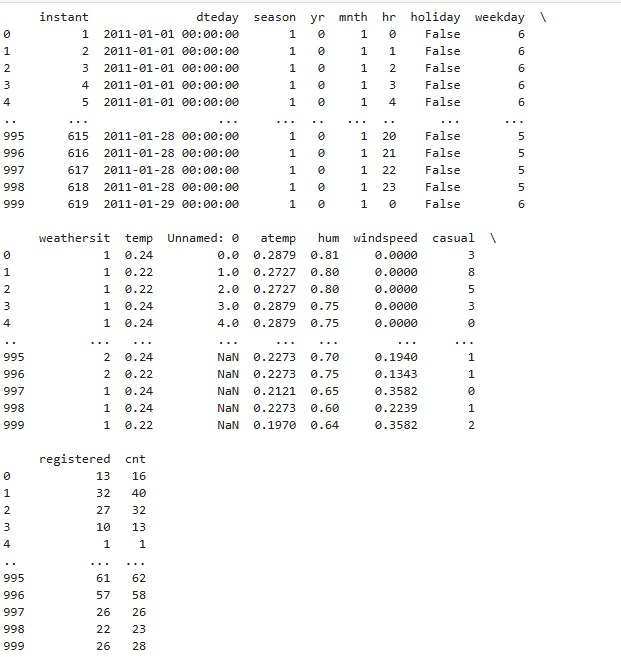 instant dteday season yr mnth hr holiday weekday \
0 1 2011-01-01 00:00:00 1 0 1 0 False 6
1 2 2011-01-01 00:00:00 1 0 1 1 False 6
2 3 2011-01-01 00:00:00 1 0 1 2 False 6
3 4 2011-01-01 00:00:00 1 0 1 3 False 6
4 5 2011-01-01 00:00:00 1 0 1 4 False 6
.. ... ... ... .. ... .. ... ...
995 615 2011-01-28 00:00:00 1 0 1 20 False 5
996 616 2011-01-28 00:00:00 1 0 1 21 False 5
997 617 2011-01-28 00:00:00 1 0 1 22 False 5
998 618 2011-01-28 00:00:00 1 0 1 23 False 5
999 619 2011-01-29 00:00:00 1 0 1 0 False 6
weathersit temp Unnamed: 0 atemp hum windspeed casual \
0 1 0.24 0.0 0.2879 0.81 0.0000 3
1 1 0.22 1.0 0.2727 0.80 0.0000 8
2 1 0.22 2.0 0.2727 0.80 0.0000 5
3 1 0.24 3.0 0.2879 0.75 0.0000 3
4 1 0.24 4.0 0.2879 0.75 0.0000 0
.. ... ... ... ... ... ... ...
995 2 0.24 NaN 0.2273 0.70 0.1940 1
996 2 0.22 NaN 0.2273 0.75 0.1343 1
997 1 0.24 NaN 0.2121 0.65 0.3582 0
998 1 0.24 NaN 0.2273 0.60 0.2239 1
999 1 0.22 NaN 0.1970 0.64 0.3582 2
registered cnt
0 13 16
1 32 40
2 27 32
3 10 13
4 1 1
.. ... ...
995 61 62
996 57 58
997 26 26
998 22 23
999 26 28